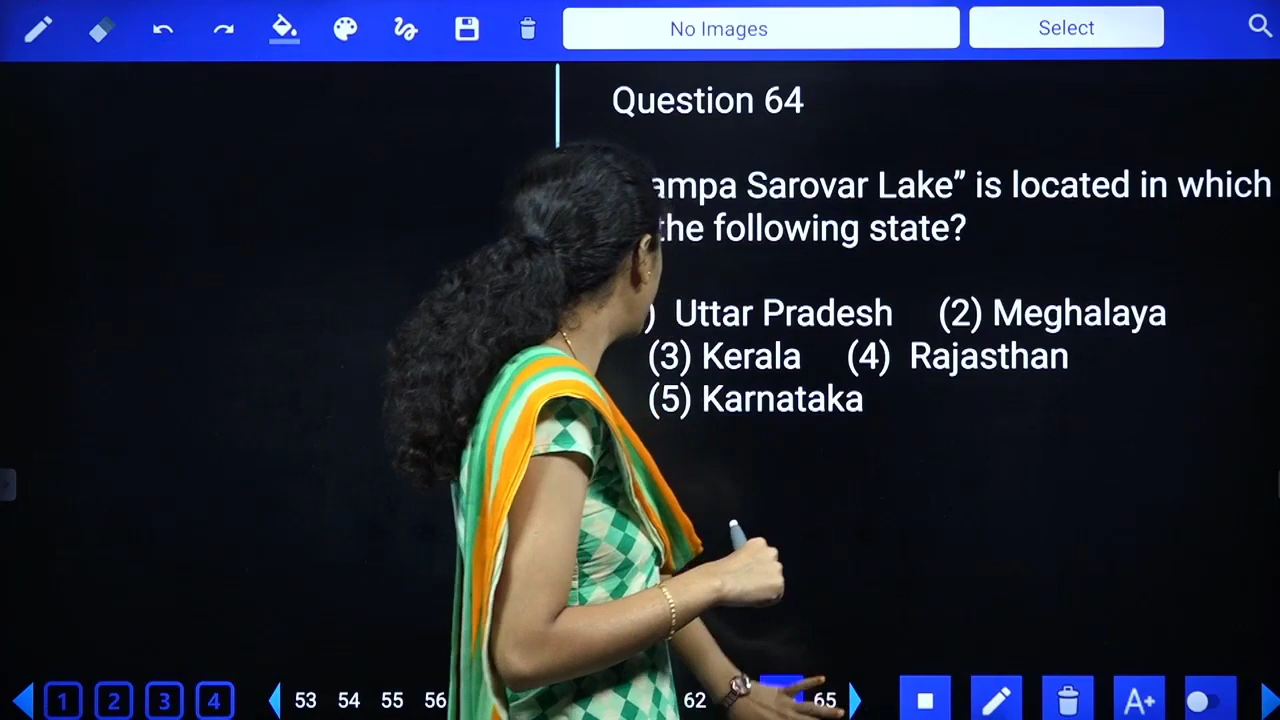 No Images
Select
Question 64
ampa Sarovar Lake” is located in which
the following state?
) Uttar Pradesh (2) Meghalaya
(3) Kerala (4) Rajasthan
(5) Karnataka
1 2 3 4 53 54 55 56 62 65 A+